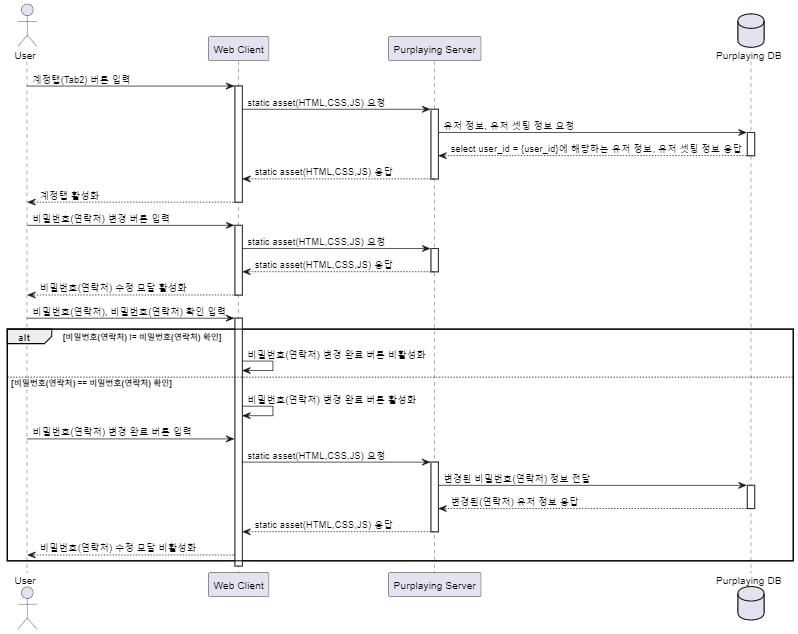 User
Web Client
Purplaying Server
Purplaying DB
계정탭(Tab2) 버튼 입력
static asset(HTML,CSS,JS) 요청
유저 정보, 유저 셋팅 정보 요청
select user_id = {user_id}에 해당하는 유저 정보, 유저 셋팅 정보 응답
static asset(HTML,CSS,JS) 응답
계정탭 활성화
비밀번호(연락처) 변경 버튼 입력
static asset(HTML,CSS,JS) 요청
static asset(HTML,CSS,JS) 응답
비밀번호(연락처) 수정 모달 활성화
비밀번호(연락처), 비밀번호(연락처) 확인 입력
alt
[비밀번호(연락처) != 비밀번호(연락처) 확인]
비밀번호(연락처) 변경 완료 버튼 비활성화
[비밀번호(연락처) == 비밀번호(연락처) 확인]
비밀번호(연락처) 변경 완료 버튼 활성화
비밀번호(연락처) 변경 완료 버튼 입력
static asset(HTML,CSS,JS) 요청
변경된 비밀번호(연락처) 정보 전달
변경된(연락처) 유저 정보 응답
static asset(HTML,CSS,JS) 응답
비밀번호(연락처) 수정 모달 비활성화
User
Web Client
Purplaying Server
Purplaying DB